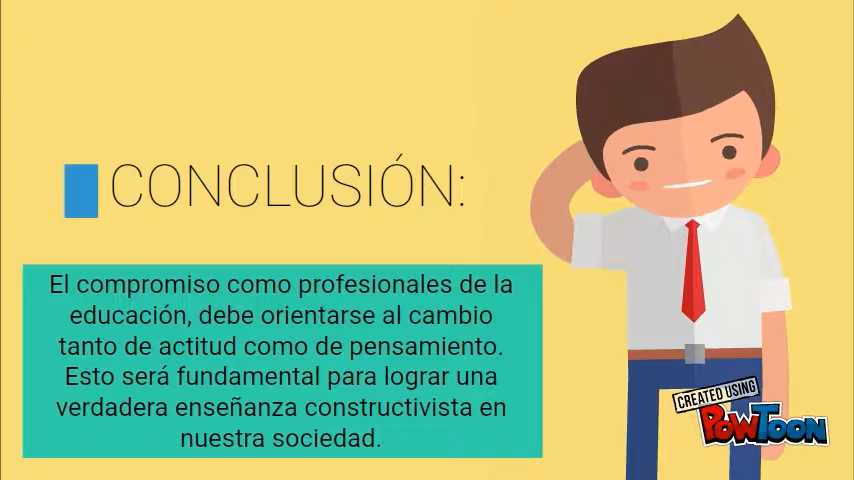 CONCLUSIÓN:
El compromiso como profesionales de la
educación, debe orientarse al cambio
tanto de actitud como de pensamiento.
Esto será fundamental para lograr una
verdadera enseñanza constructivista en
nuestra sociedad.
CREATED USING
POWTOON